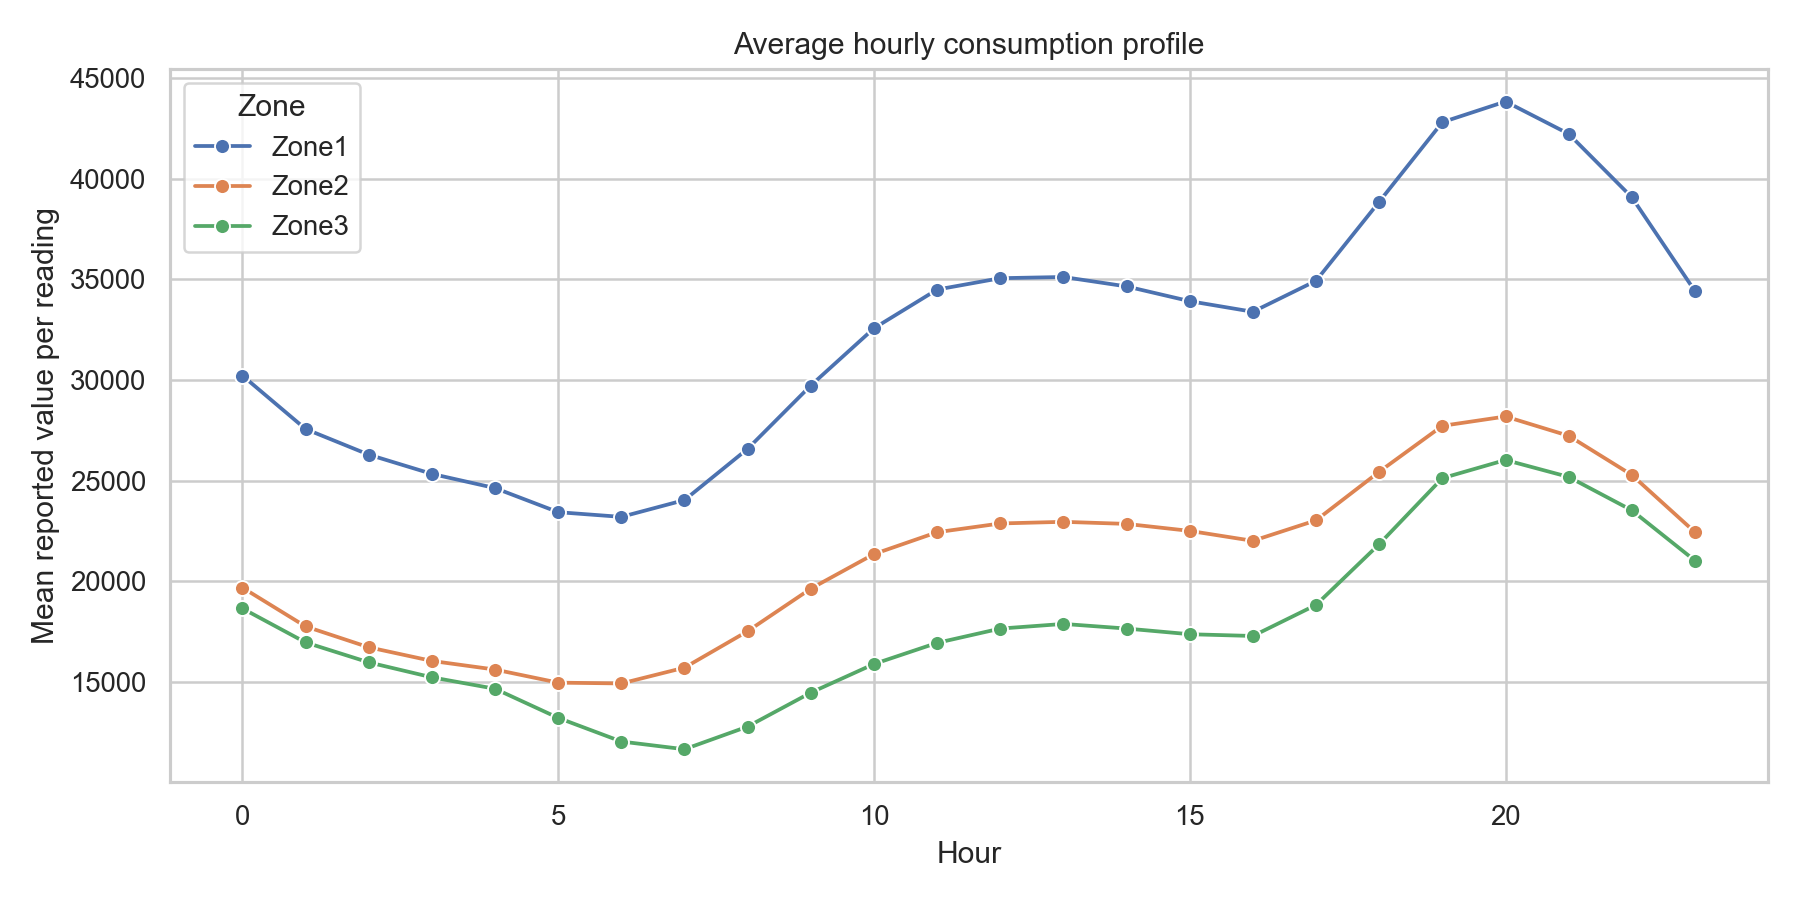 Average hourly consumption profile
45000
40000
35000
30000
25000
20000
15000
Mean reported value per reading
Zone
Zone1
Zone2
Zone3
0 5 10 15 20
Hour